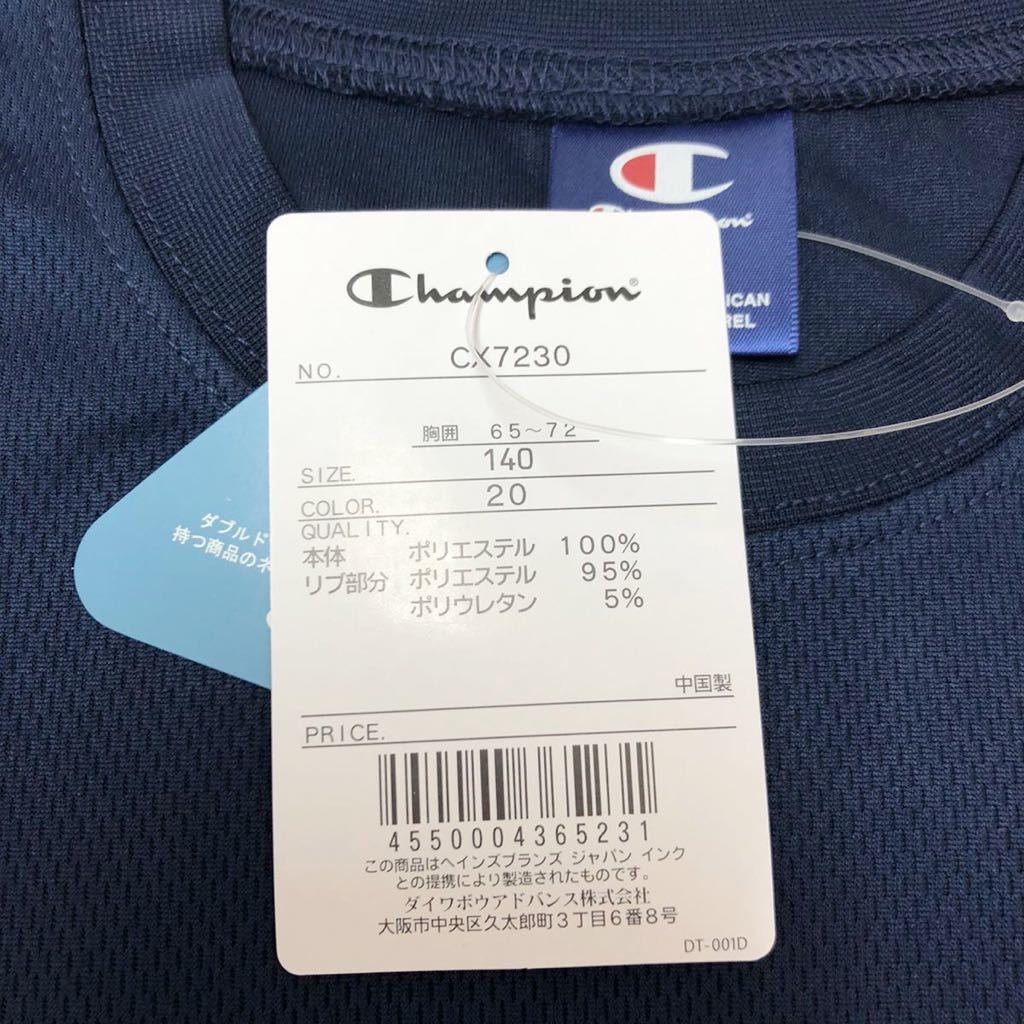 Champion®
NO. CX7230
胸囲 65~72
SIZE. 140
COLOR. 20
QUALITY.
本体 ポリエステル 100%
リブ部分 ポリエステル 95%
ポリウレタン 5%
中国製
PRICE.
4550004365231
この商品はヘインズブランズ ジャパン インク
との提携により製造されたものです。
ダイワボウアドバンス株式会社
大阪市中央区久太郎町3丁目6番8号
DT-001D
ダブルド
持つ商品のネ